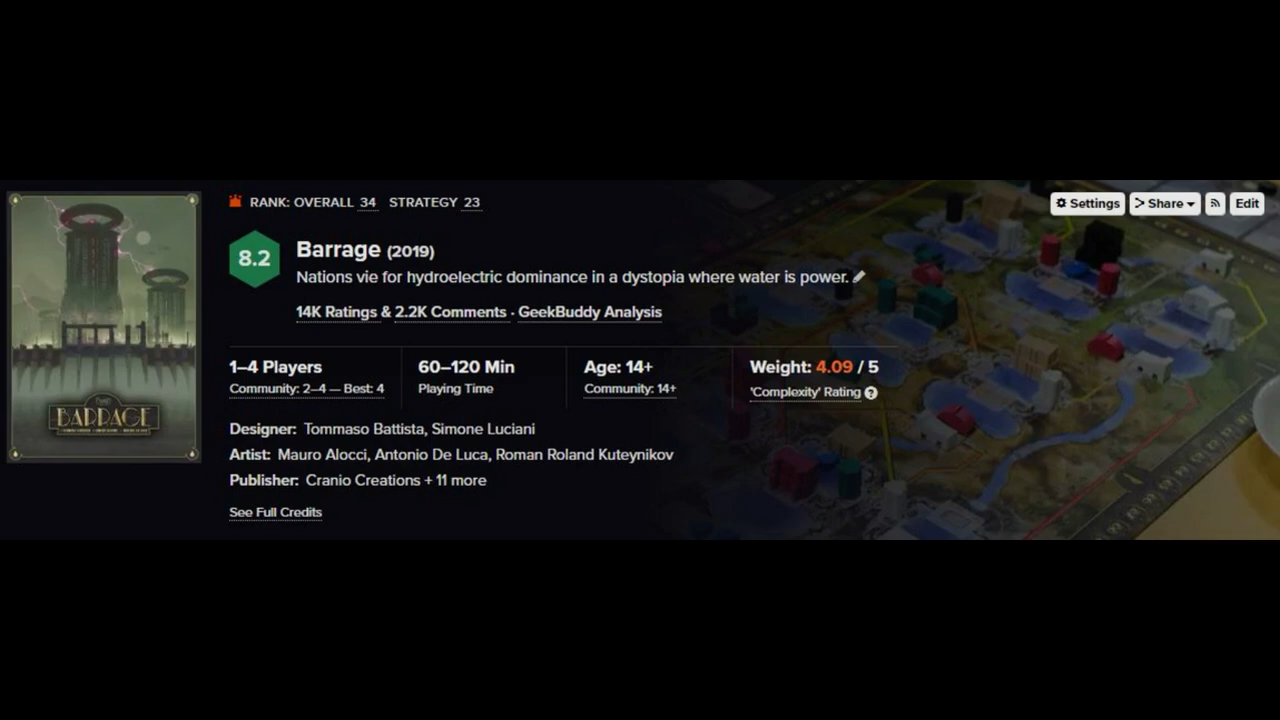 RANK: OVERALL 34 STRATEGY 23
Settings Share Edit
8.2
Barrage (2019)
Nations vie for hydroelectric dominance in a dystopia where water is power.
14K Ratings & 2.2K Comments · GeekBuddy Analysis
1–4 Players 60–120 Min Age: 14+ Weight: 4.09 / 5
Community: 2–4 — Best: 4 Playing Time Community: 14+ 'Complexity' Rating ?
BARRAGE
Designer: Tommaso Battista, Simone Luciani
Artist: Mauro Alocci, Antonio De Luca, Roman Roland Kuteynikov
Publisher: Cranio Creations + 11 more
See Full Credits